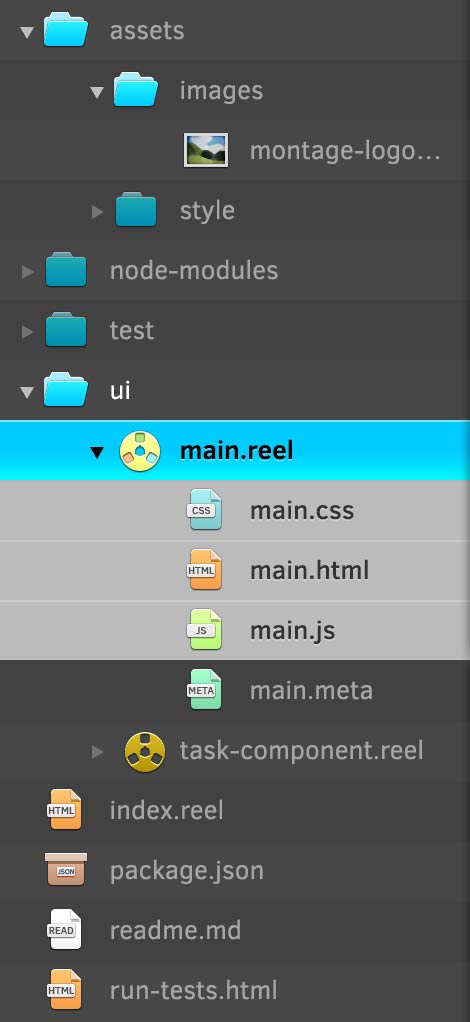 assets
images
montage-logo...
style
node-modules
test
ui
main.reel
CSS main.css
HTML main.html
JS main.js
META main.meta
task-component.reel
HTML index.reel
JSON package.json
READ readme.md
HTML run-tests.html